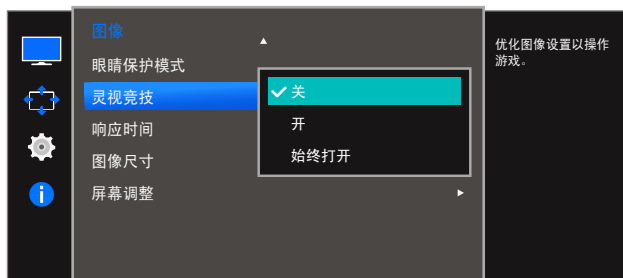 图像
眼睛保护模式
灵视竞技
响应时间
图像尺寸
屏幕调整
关
开
始终打开
优化图像设置以操作
游戏。